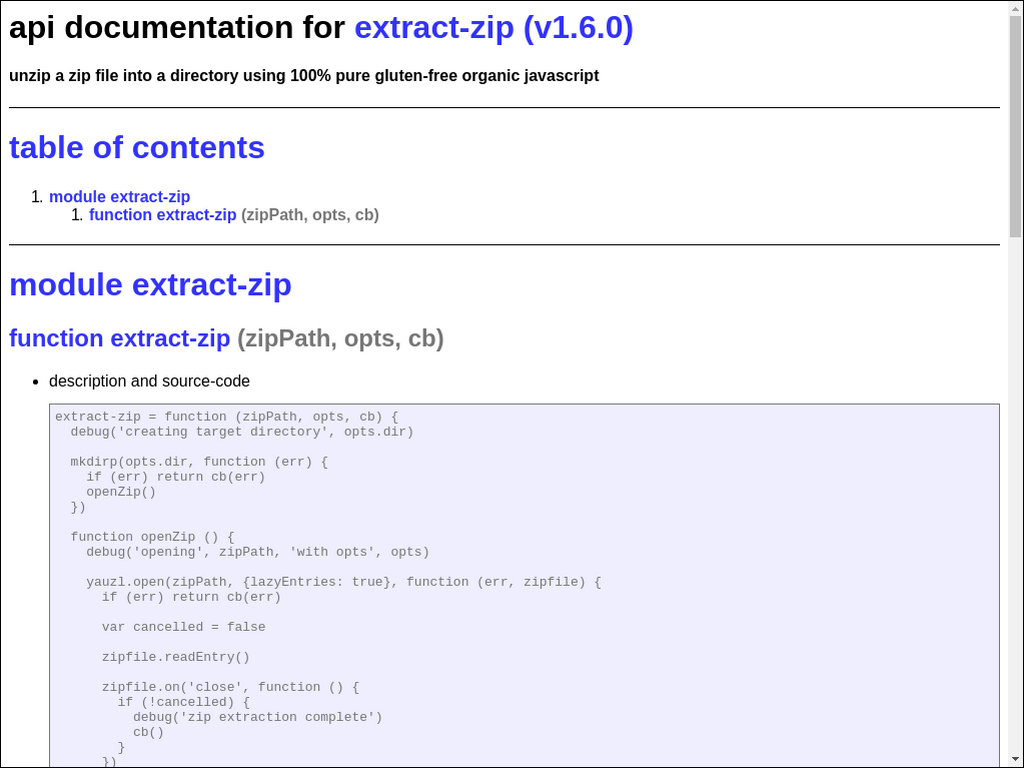 api documentation for extract-zip (v1.6.0)
unzip a zip file into a directory using 100% pure gluten-free organic javascript
table of contents
1. module extract-zip
1. function extract-zip (zipPath, opts, cb)
module extract-zip
function extract-zip (zipPath, opts, cb)
• description and source-code
extract-zip = function (zipPath, opts, cb) {
  debug('creating target directory', opts.dir)
  mkdirp(opts.dir, function (err) {
    if (err) return cb(err)
    openZip()
  })
  function openZip () {
    debug('opening', zipPath, 'with opts', opts)
    yauzl.open(zipPath, {lazyEntries: true}, function (err, zipfile) {
      if (err) return cb(err)
      var cancelled = false
      zipfile.readEntry()
      zipfile.on('close', function () {
        if (!cancelled) {
          debug('zip extraction complete')
          cb()
        }
      })